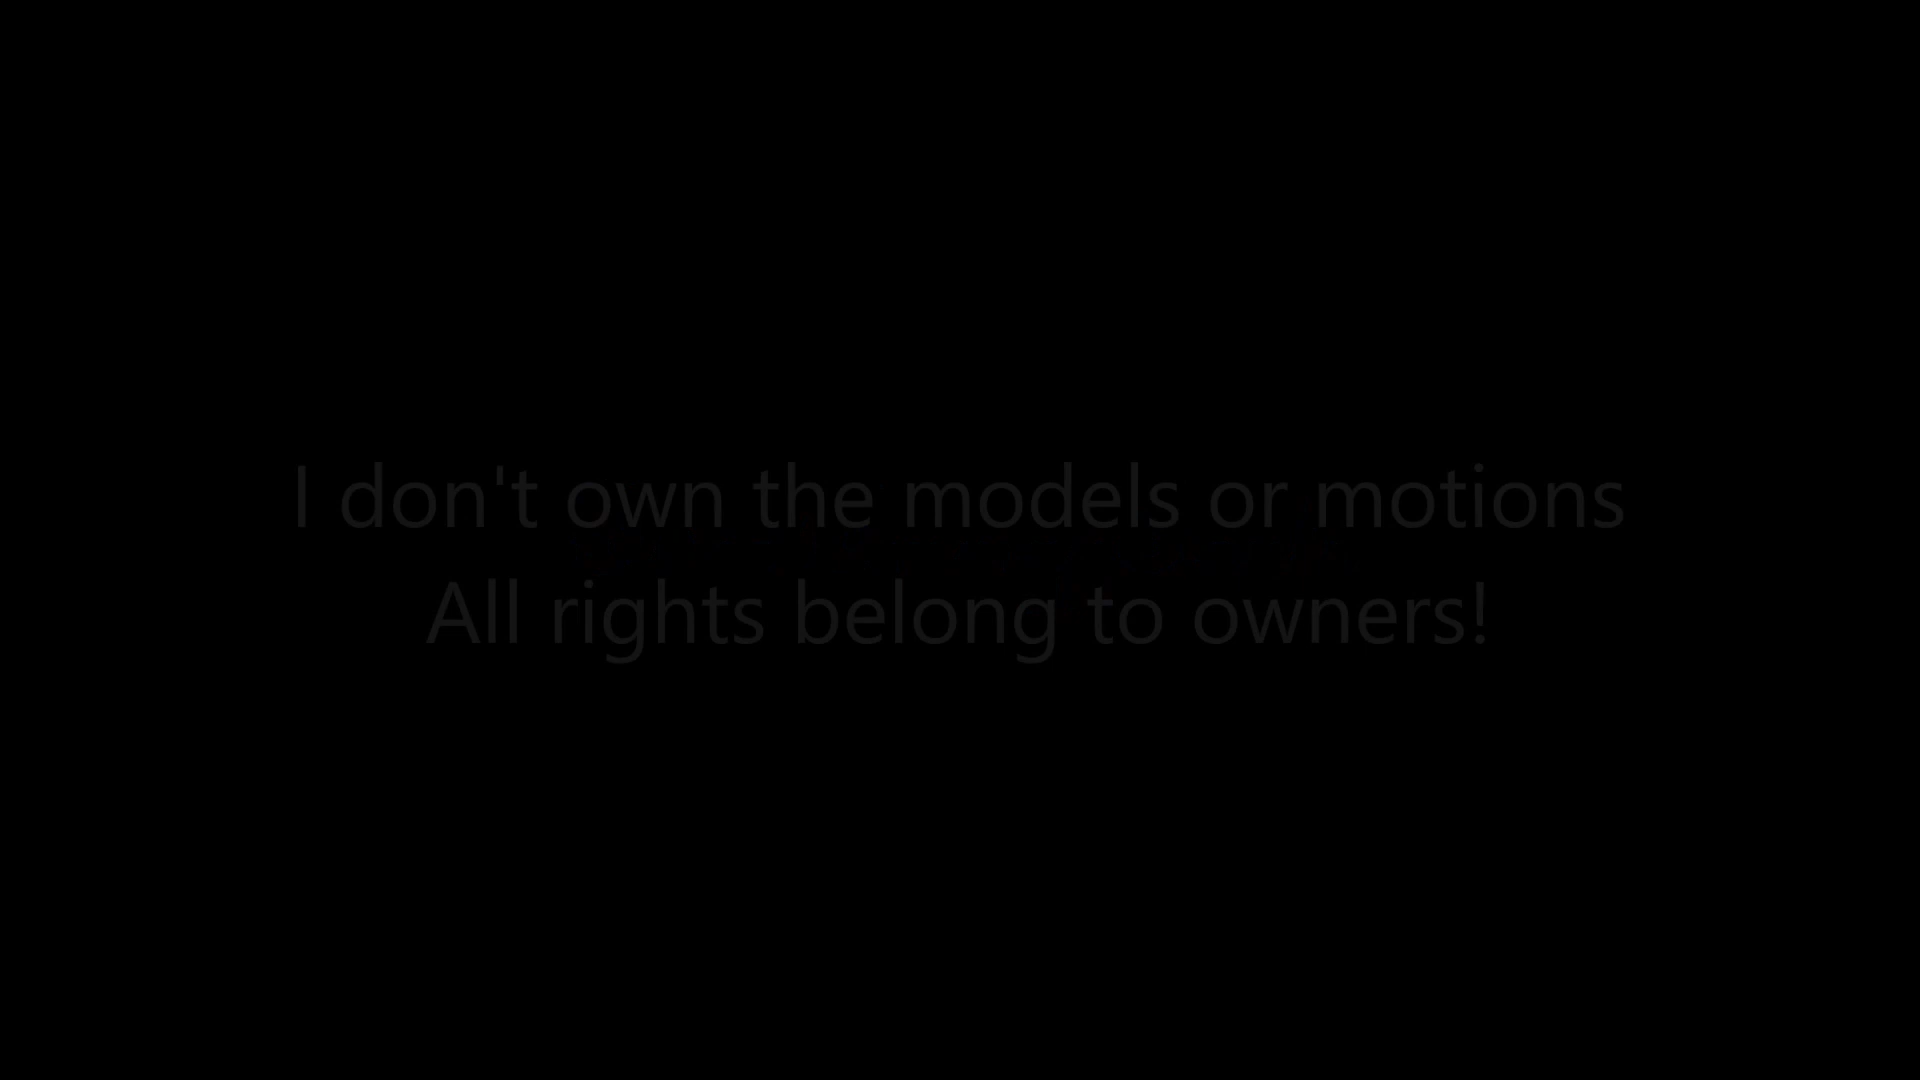 I don't own the models or motions
All rights belong to owners!